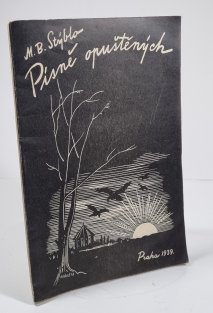 M. B. Stýblo
Písně opuštěných
Praha 1939.